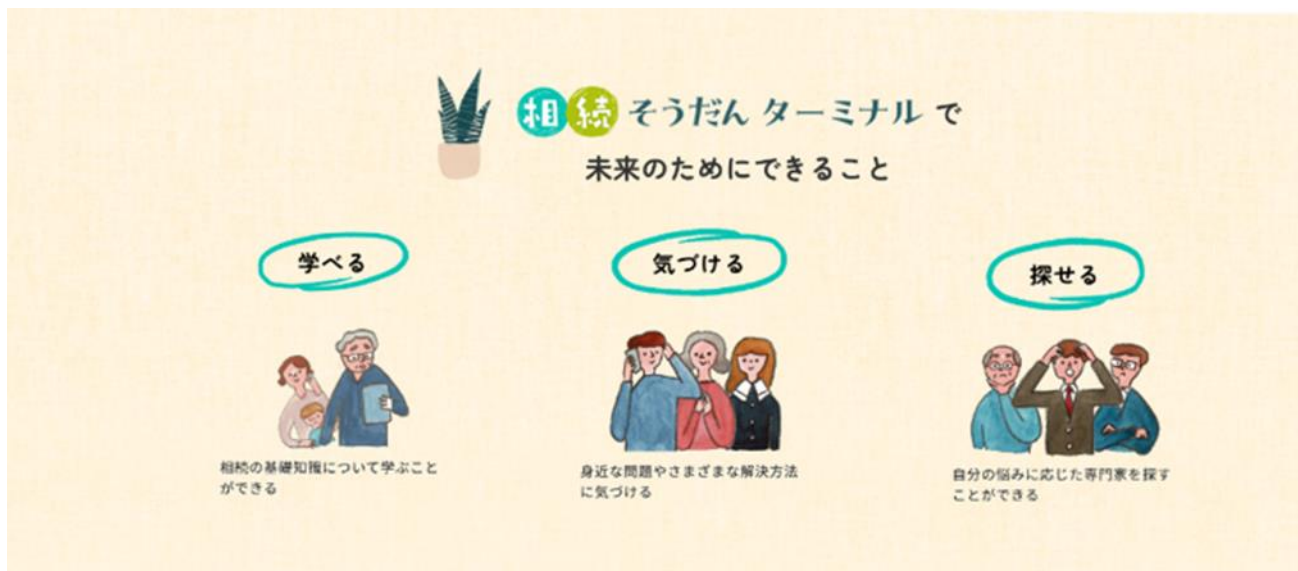 相続 そうだん ターミナル で
未来のためにできること
学べる
気づける
探せる
相続の基礎知識について学ぶこと
ができる
身近な問題やさまざまな解決方法
に気づける
自分の悩みに応じた専門家を探す
ことができる